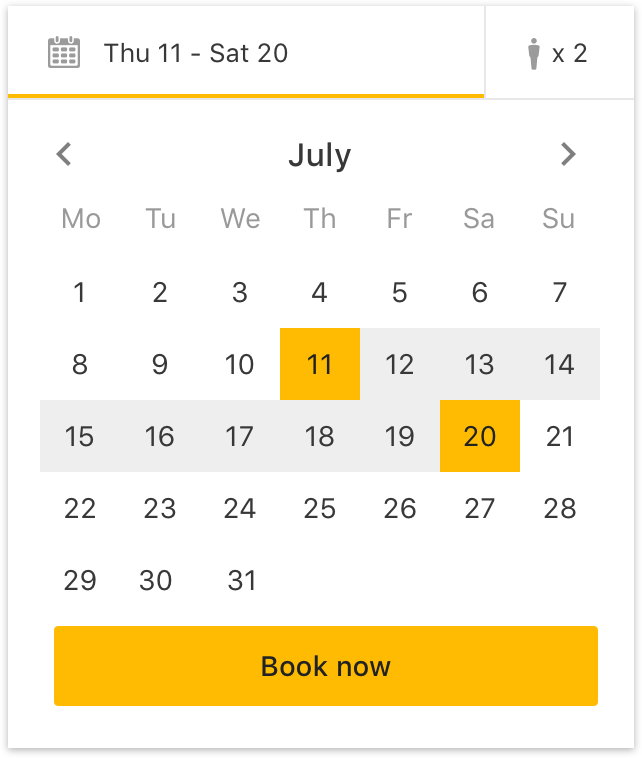 Thu 11 - Sat 20 x 2
July
Mo Tu We Th Fr Sa Su
1 2 3 4 5 6 7
8 9 10 11 12 13 14
15 16 17 18 19 20 21
22 23 24 25 26 27 28
29 30 31
Book now